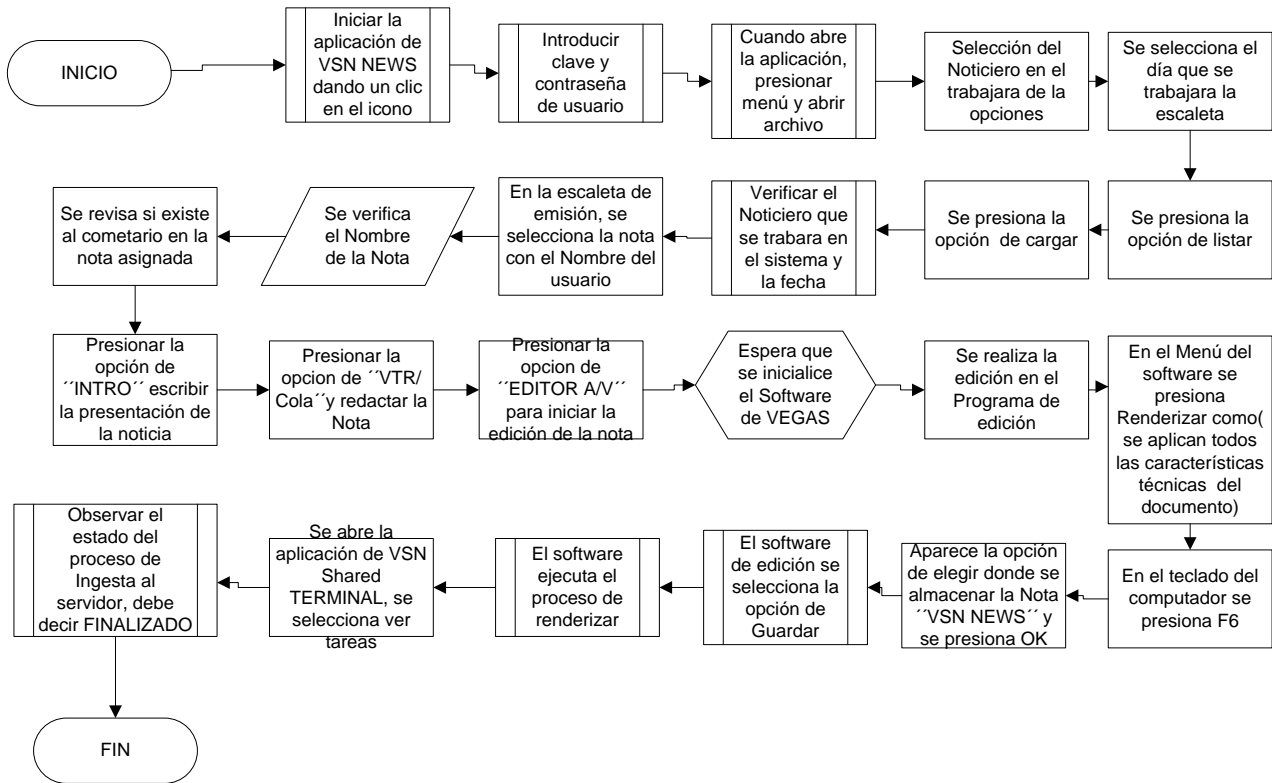 INICIO
Iniciar la
aplicación de
VSN NEWS
dando un clic
en el icono
Introducir
clave y
contraseña
de usuario
Cuando abre
la aplicación,
presionar
menú y abrir
archivo
Selección del
Noticiero en el
trabajara de la
opciones
Se selecciona el
día que se
trabajara la
escaleta
Se presiona la
opción de listar
Se presiona la
opción  de cargar
Verificar el
Noticiero que
se trabara en
el sistema y
la fecha
En la escaleta de
emisión, se
selecciona la nota
con el Nombre del
usuario
Se verifica
el Nombre
de la Nota
Se revisa si existe
al cometario en la
nota asignada
Presionar la
opción de
´´INTRO´´ escribir
la presentación de
la noticia
Presionar la
opcion de ´´VTR/
Cola´´y redactar la
Nota
Presionar la
opcion de
´´EDITOR A/V´´
para iniciar la
edición de la nota
Espera que
se inicialice
el Software
de VEGAS
Se realiza la
edición en el
Programa de
edición
En el Menú del
software se
presiona
Renderizar como(
se aplican todos
las características
técnicas  del
documento)
En el teclado del
computador se
presiona F6
Aparece la opción
de elegir donde se
almacenar la Nota
´´VSN NEWS´´ y
se presiona OK
El software
de edición se
selecciona la
opción de
Guardar
El software
ejecuta el
proceso de
renderizar
Se abre la
aplicación de VSN
Shared
TERMINAL, se
selecciona ver
tareas
Observar el
estado del
proceso de
Ingesta al
servidor, debe
decir FINALIZADO
FIN